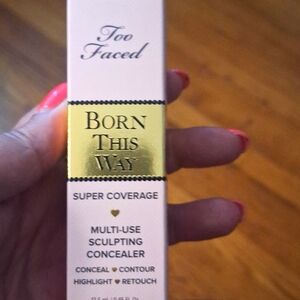 Too
Faced
BORN
THIS
WAY
SUPER COVERAGE
MULTI-USE
SCULPTING
CONCEALER
CONCEAL ♥ CONTOUR
HIGHLIGHT ♥ RETOUCH